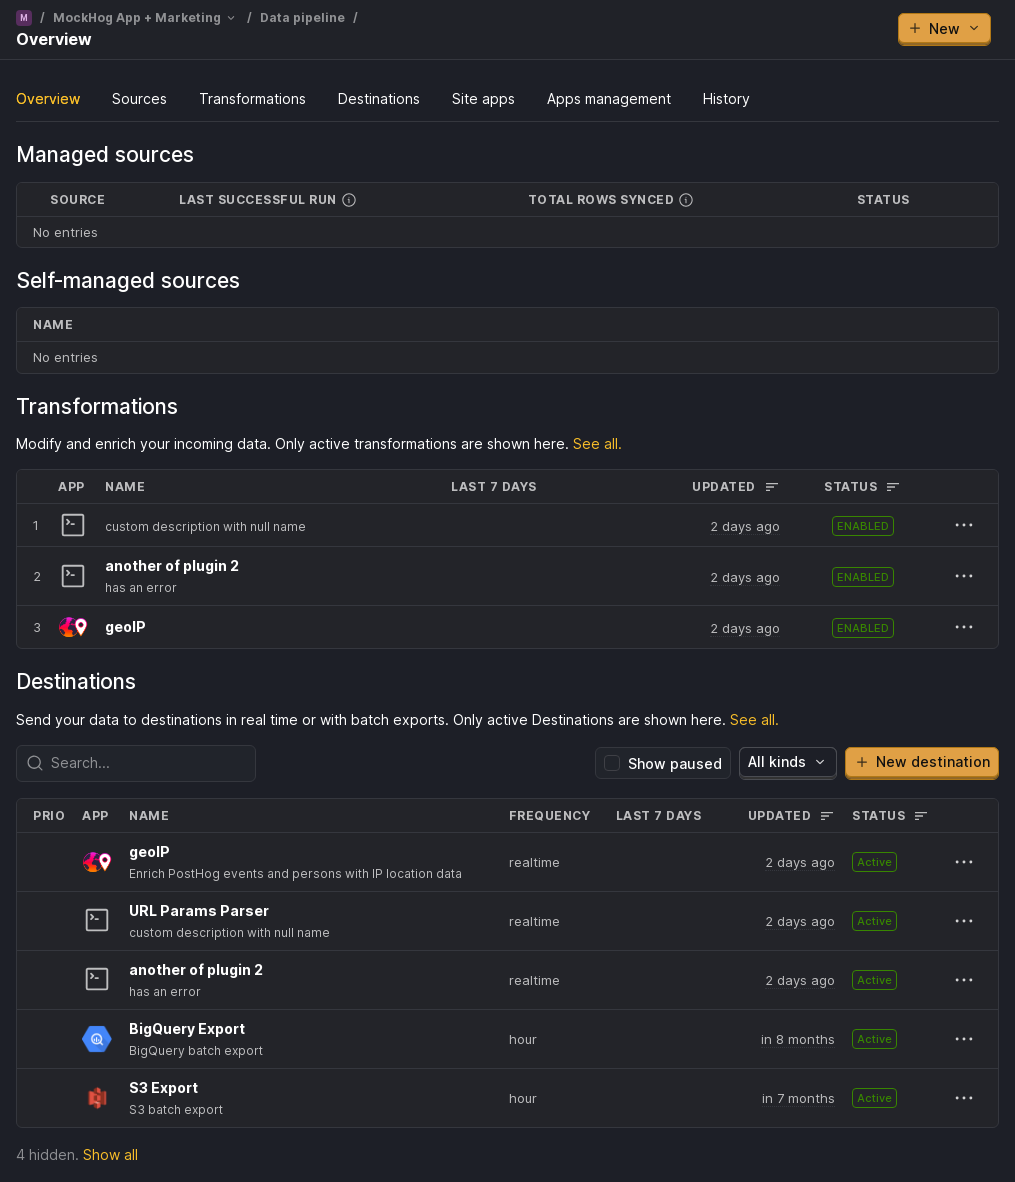 M / MockHog App + Marketing / Data pipeline /
Overview
New
Overview Sources Transformations Destinations Site apps Apps management History
Managed sources
SOURCE LAST SUCCESSFUL RUN TOTAL ROWS SYNCED STATUS
No entries
Self-managed sources
NAME
No entries
Transformations
Modify and enrich your incoming data. Only active transformations are shown here. See all.
APP NAME LAST 7 DAYS UPDATED STATUS
1 custom description with null name 2 days ago ENABLED
2 another of plugin 2 2 days ago ENABLED
has an error
3 geoIP 2 days ago ENABLED
Destinations
Send your data to destinations in real time or with batch exports. Only active Destinations are shown here. See all.
Search... Show paused All kinds New destination
PRIO APP NAME FREQUENCY LAST 7 DAYS UPDATED STATUS
geoIP realtime 2 days ago Active
Enrich PostHog events and persons with IP location data
URL Params Parser realtime 2 days ago Active
custom description with null name
another of plugin 2 realtime 2 days ago Active
has an error
BigQuery Export hour in 8 months Active
BigQuery batch export
S3 Export hour in 7 months Active
S3 batch export
4 hidden. Show all